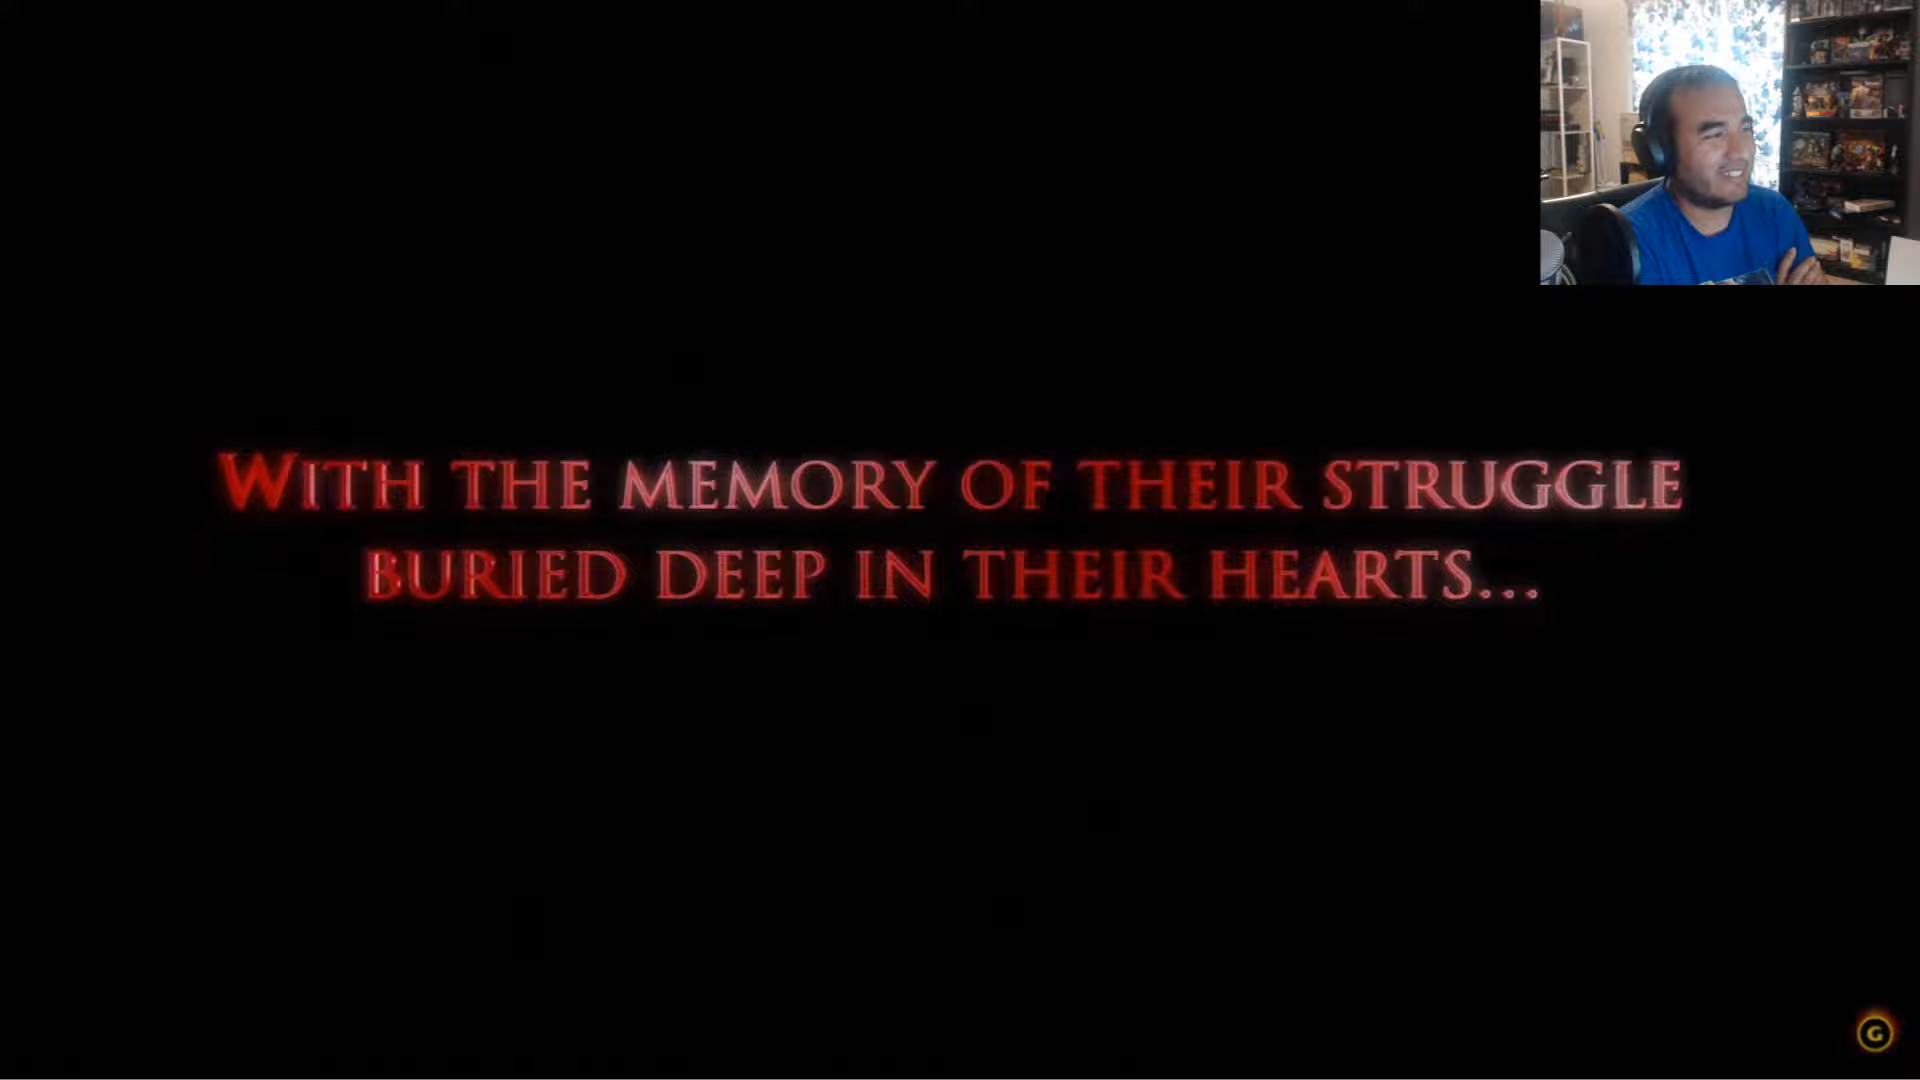 WITH THE MEMORY OF THEIR STRUGGLE
BURIED DEEP IN THEIR HEARTS...
G